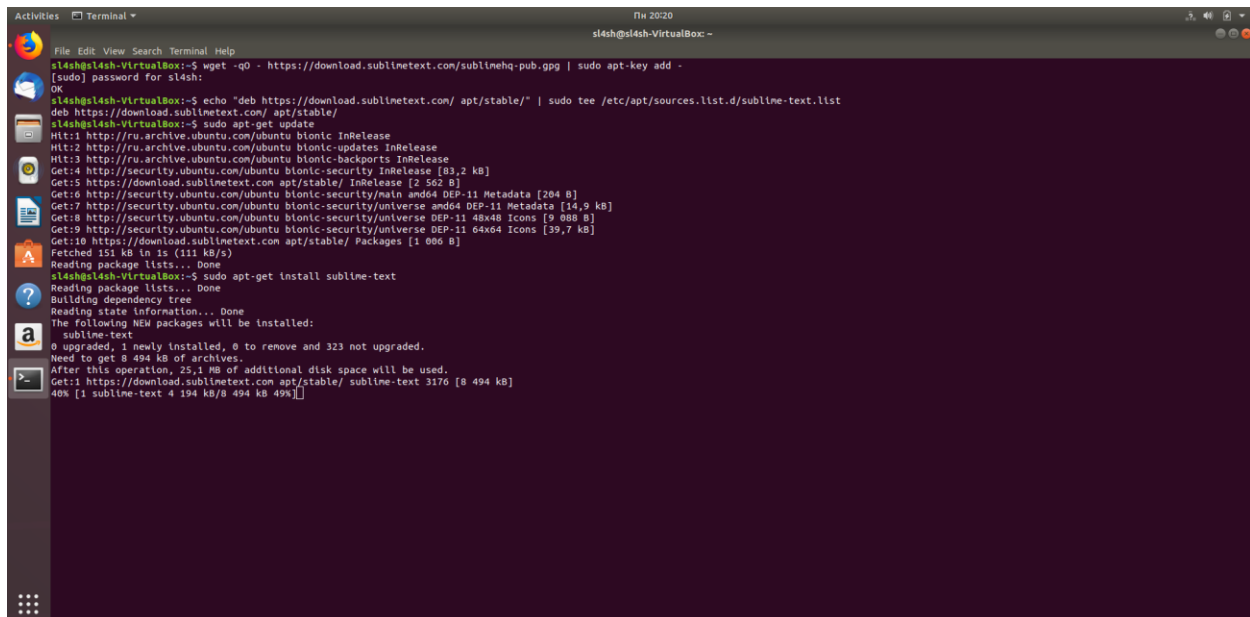 Activities Terminal Пн 20:20
sl4sh@sl4sh-VirtualBox: ~
File Edit View Search Terminal Help
sl4sh@sl4sh-VirtualBox:~$ wget -qO - https://download.sublimetext.com/sublimehq-pub.gpg | sudo apt-key add -
[sudo] password for sl4sh:
OK
sl4sh@sl4sh-VirtualBox:~$ echo "deb https://download.sublimetext.com/ apt/stable/" | sudo tee /etc/apt/sources.list.d/sublime-text.list
deb https://download.sublimetext.com/ apt/stable/
sl4sh@sl4sh-VirtualBox:~$ sudo apt-get update
Hit:1 http://ru.archive.ubuntu.com/ubuntu bionic InRelease
Hit:2 http://ru.archive.ubuntu.com/ubuntu bionic-updates InRelease
Hit:3 http://ru.archive.ubuntu.com/ubuntu bionic-backports InRelease
Get:4 http://security.ubuntu.com/ubuntu bionic-security InRelease [83,2 kB]
Get:5 https://download.sublimetext.com apt/stable/ InRelease [2 562 B]
Get:6 http://security.ubuntu.com/ubuntu bionic-security/main amd64 DEP-11 Metadata [204 B]
Get:7 http://security.ubuntu.com/ubuntu bionic-security/universe amd64 DEP-11 Metadata [14,9 kB]
Get:8 http://security.ubuntu.com/ubuntu bionic-security/universe DEP-11 48x48 Icons [9 088 B]
Get:9 http://security.ubuntu.com/ubuntu bionic-security/universe DEP-11 64x64 Icons [39,7 kB]
Get:10 https://download.sublimetext.com apt/stable/ Packages [1 006 B]
Fetched 151 kB in 1s (111 kB/s)
Reading package lists... Done
sl4sh@sl4sh-VirtualBox:~$ sudo apt-get install sublime-text
Reading package lists... Done
Building dependency tree
Reading state information... Done
The following NEW packages will be installed:
sublime-text
0 upgraded, 1 newly installed, 0 to remove and 323 not upgraded.
Need to get 8 494 kB of archives.
After this operation, 25,1 MB of additional disk space will be used.
Get:1 https://download.sublimetext.com apt/stable/ sublime-text 3176 [8 494 kB]
40% [1 sublime-text 4 194 kB/8 494 kB 49%]